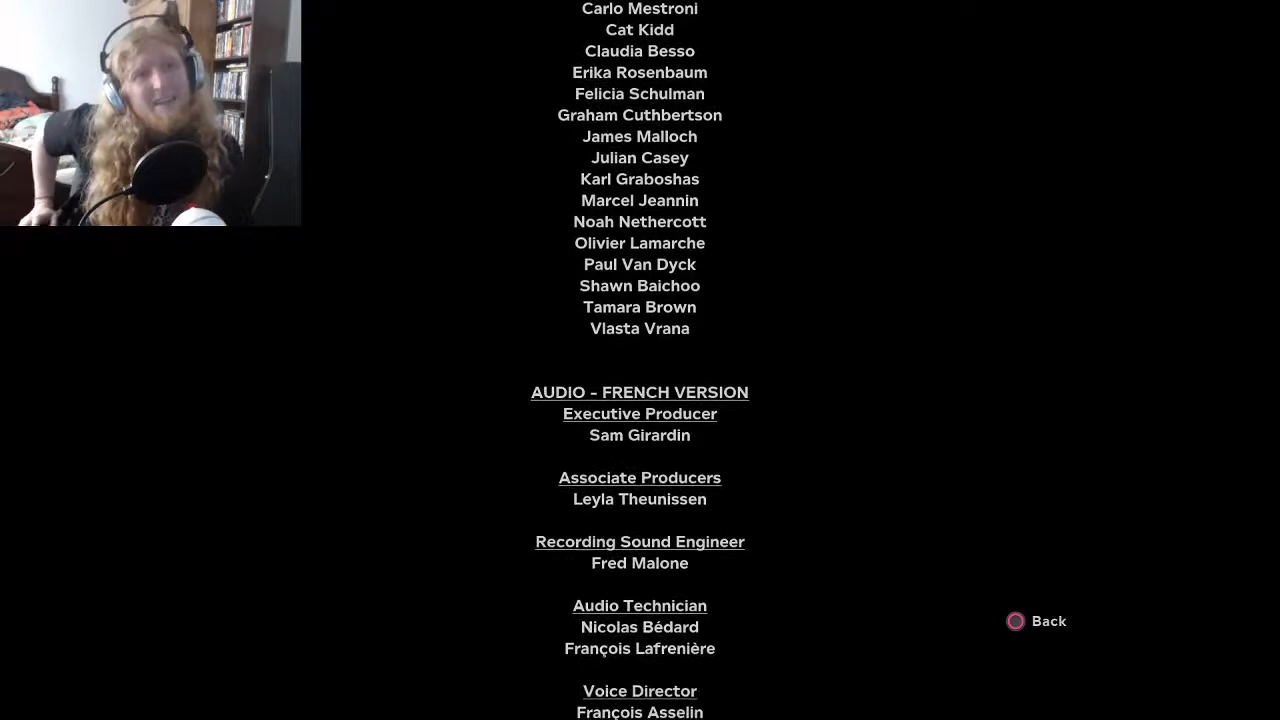 Carlo Mestroni
Cat Kidd
Claudia Besso
Erika Rosenbaum
Felicia Schulman
Graham Cuthbertson
James Malloch
Julian Casey
Karl Graboshas
Marcel Jeannin
Noah Nethercott
Olivier Lamarche
Paul Van Dyck
Shawn Baichoo
Tamara Brown
Vlasta Vrana
AUDIO - FRENCH VERSION
Executive Producer
Sam Girardin
Associate Producers
Leyla Theunissen
Recording Sound Engineer
Fred Malone
Audio Technician
Nicolas Bédard
Back
François Lafrenière
Voice Director
François Asselin